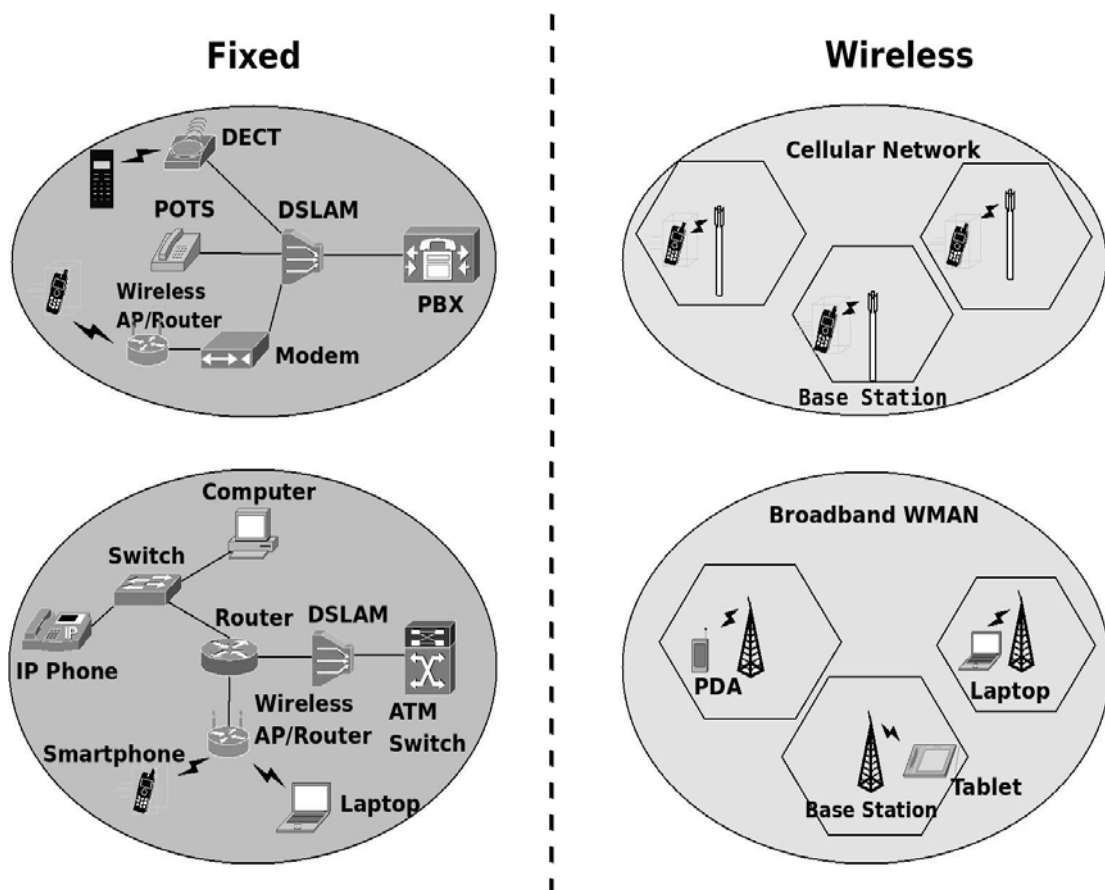 Fixed
DECT
POTS
DSLAM
Wireless
AP/Router
PBX
Modem
Computer
Switch
Router
DSLAM
IP
IP Phone
Wireless
AP/Router
ATM
Switch
Smartphone
Laptop
Wireless
Cellular Network
Base Station
Broadband WMAN
PDA
Laptop
Tablet
Base Station